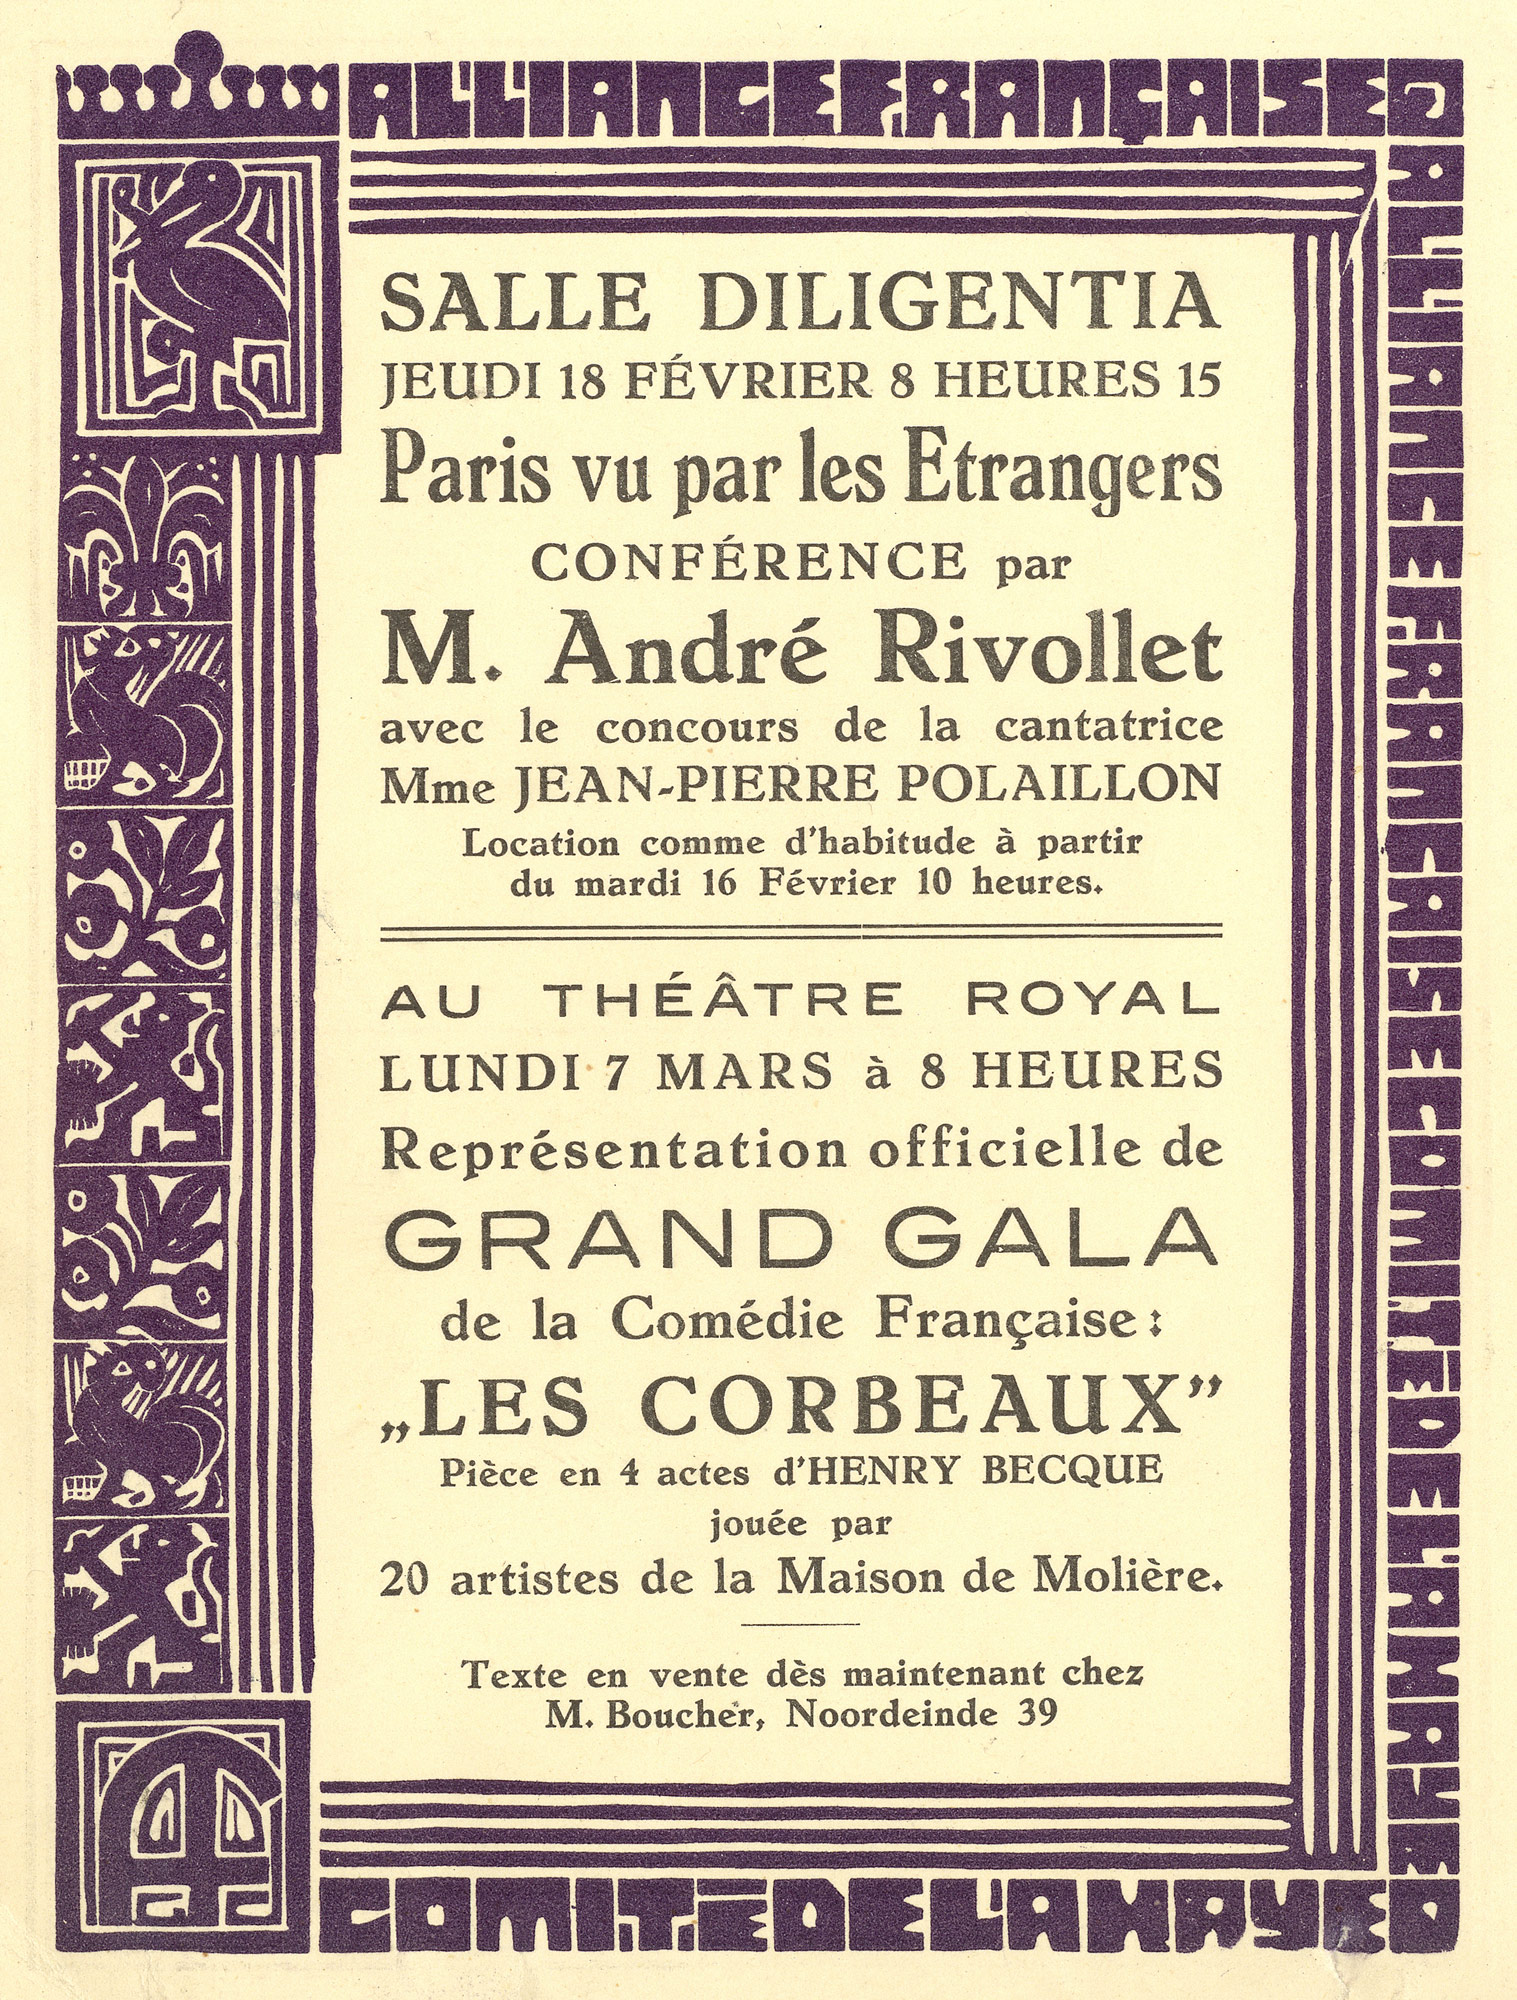 ALLIANCE FRANÇAISE
ALLIANCE FRANCAISE COMITÉ DE LA HAYE
SALLE DILIGENTIA
JEUDI 18 FÉVRIER 8 HEURES 15
Paris vu par les Etrangers
CONFÉRENCE par
M. André Rivollet
avec le concours de la cantatrice
Mme JEAN-PIERRE POLAILLON
Location comme d'habitude à partir
du mardi 16 Février 10 heures.
AU THÉÂTRE ROYAL
LUNDI 7 MARS à 8 HEURES
Représentation officielle de
GRAND GALA
de la Comédie Française:
„LES CORBEAUX”
Pièce en 4 actes d'HENRY BECQUE
jouée par
20 artistes de la Maison de Molière.
Texte en vente dès maintenant chez
M. Boucher, Noordeinde 39
COMITÉ DE LA HAYE